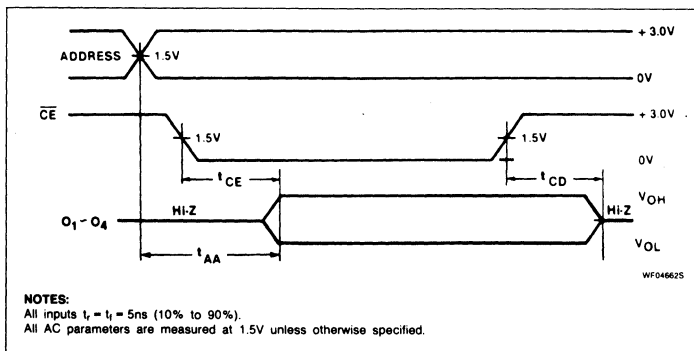 + 3.0V
ADDRESS
1.5V
0V
CE
+ 3.0V
1.5V
1.5V
0V
t CE
t CD
VOH
Hi-Z
Hi-Z
O1 – O4
VOL
tAA
WF04662S
NOTES:
All inputs tr = tf = 5ns (10% to 90%).
All AC parameters are measured at 1.5V unless otherwise specified.